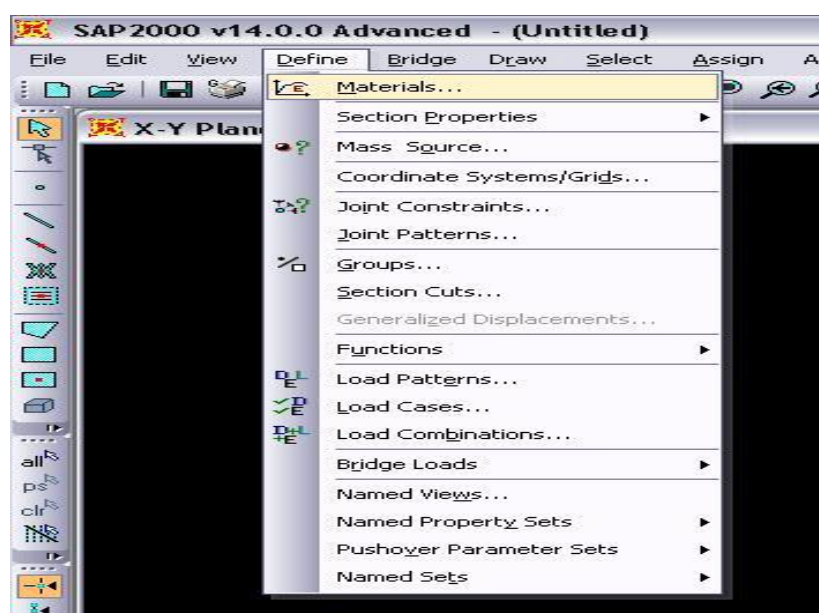 SAP2000 v14.0.0 Advanced - (Untitled)
File Edit View Define Bridge Draw Select Assign A
X-Y Plan
Materials...
Section Properties
Mass Source...
Coordinate Systems/Grids...
Joint Constraints...
Joint Patterns...
Groups...
Section Cuts...
Generalized Displacements...
Functions
Load Patterns...
Load Cases...
Load Combinations...
Bridge Loads
Named Views...
Named Property Sets
Pushover Parameter Sets
Named Sets
all
ps
clr